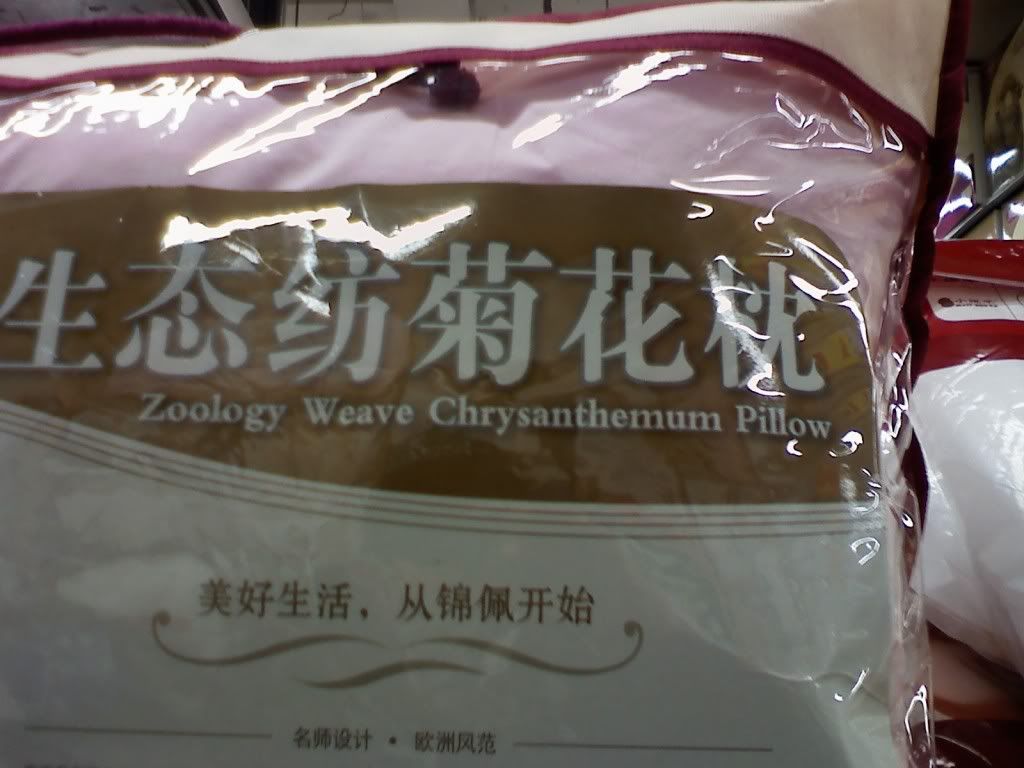 生态纺菊花枕
Zoology Weave Chrysanthemum Pillow
美好生活，从锦佩开始
名师设计 • 欧洲风范